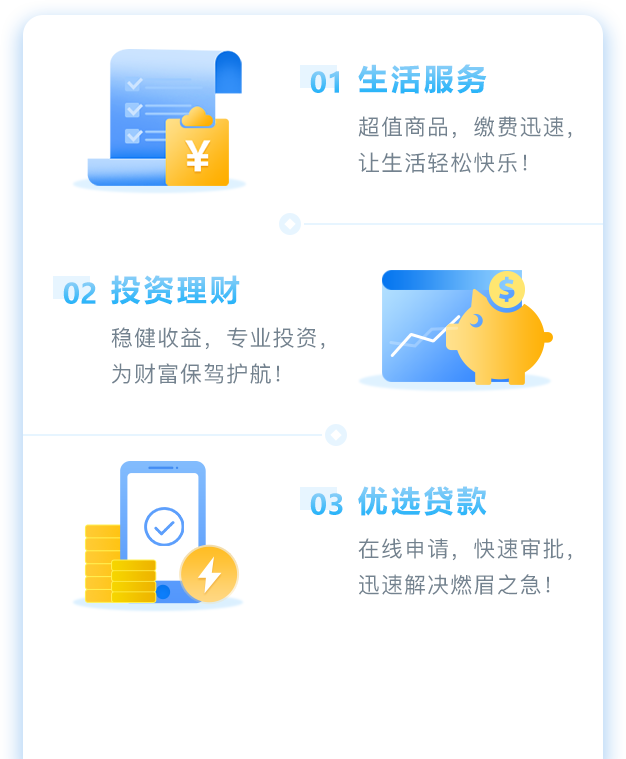 01 生活服务
超值商品，缴费迅速，
让生活轻松快乐！
¥
02 投资理财
稳健收益，专业投资，
为财富保驾护航！
$
03 优选贷款
在线申请，快速审批，
迅速解决燃眉之急！